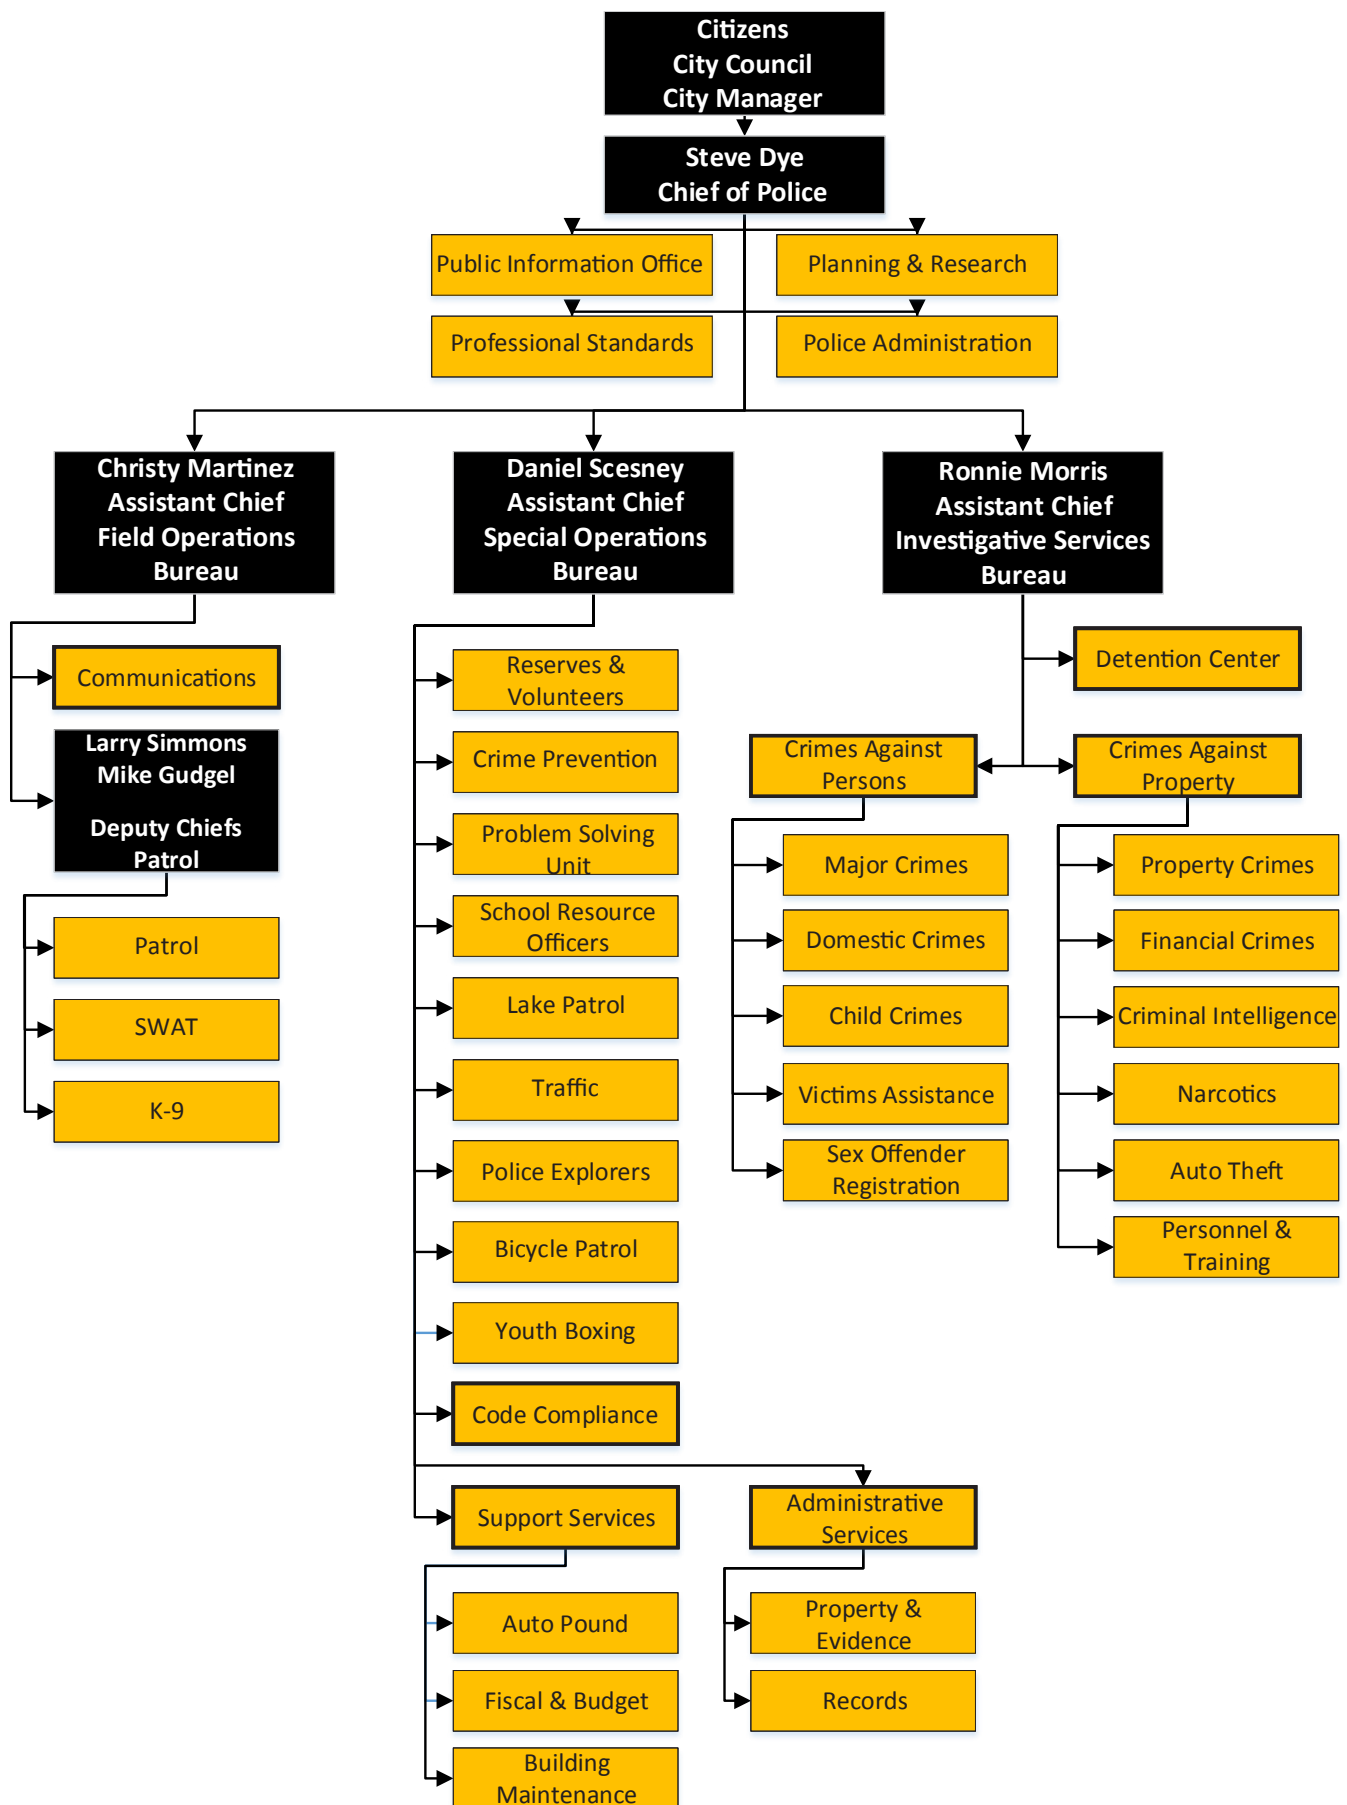 Citizens
City Council
City Manager
Steve Dye
Chief of Police
Public Information Office
Planning & Research
Professional Standards
Police Administration
Christy Martinez
Assistant Chief
Field Operations
Bureau
Daniel Scesney
Assistant Chief
Special Operations
Bureau
Ronnie Morris
Assistant Chief
Investigative Services
Bureau
Communications
Larry Simmons
Mike Gudgel
Deputy Chiefs
Patrol
Patrol
SWAT
K-9
Reserves &
Volunteers
Crime Prevention
Problem Solving
Unit
School Resource
Officers
Lake Patrol
Traffic
Police Explorers
Bicycle Patrol
Youth Boxing
Code Compliance
Support Services
Auto Pound
Fiscal & Budget
Building
Maintenance
Administrative
Services
Property &
Evidence
Records
Detention Center
Crimes Against
Persons
Major Crimes
Domestic Crimes
Child Crimes
Victims Assistance
Sex Offender
Registration
Crimes Against
Property
Property Crimes
Financial Crimes
Criminal Intelligence
Narcotics
Auto Theft
Personnel &
Training